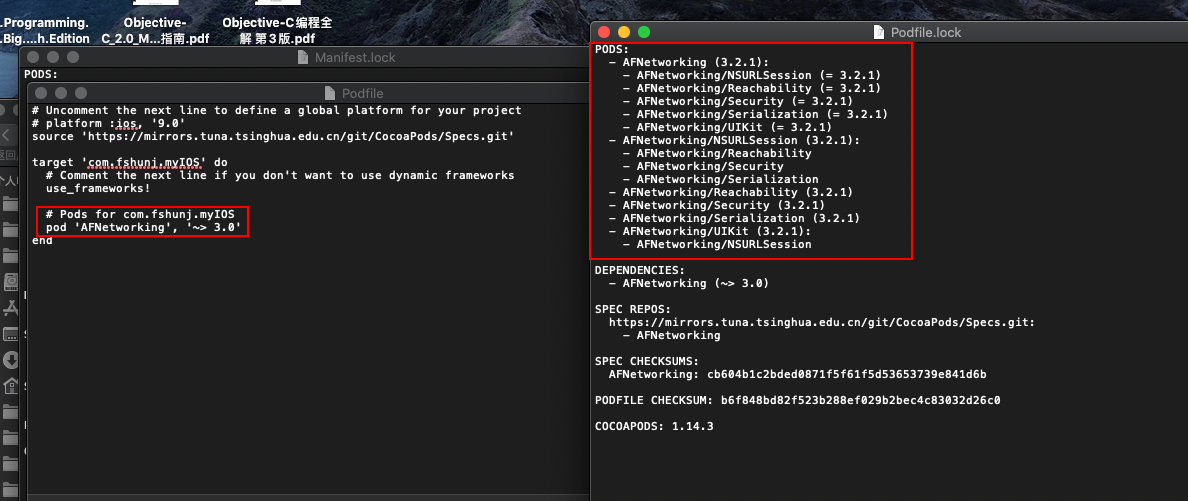 .Programming.
.Big....h.Edition
Objective-
C_2.0_M...指南.pdf
Objective-C编程全
解 第3版.pdf
Manifest.lock
PODS:
Podfile
# Uncomment the next line to define a global platform for your project
# platform :ios, '9.0'
source 'https://mirrors.tuna.tsinghua.edu.cn/git/CocoaPods/Specs.git'
target 'com.fshunj.myIOS' do
# Comment the next line if you don't want to use dynamic frameworks
use_frameworks!
# Pods for com.fshunj.myIOS
pod 'AFNetworking', '~> 3.0'
end
Podfile.lock
PODS:
- AFNetworking (3.2.1):
- AFNetworking/NSURLSession (= 3.2.1)
- AFNetworking/Reachability (= 3.2.1)
- AFNetworking/Security (= 3.2.1)
- AFNetworking/Serialization (= 3.2.1)
- AFNetworking/UIKit (= 3.2.1)
- AFNetworking/NSURLSession (3.2.1):
- AFNetworking/Reachability
- AFNetworking/Security
- AFNetworking/Serialization
- AFNetworking/Reachability (3.2.1)
- AFNetworking/Security (3.2.1)
- AFNetworking/Serialization (3.2.1)
- AFNetworking/UIKit (3.2.1):
- AFNetworking/NSURLSession
DEPENDENCIES:
- AFNetworking (~> 3.0)
SPEC REPOS:
https://mirrors.tuna.tsinghua.edu.cn/git/CocoaPods/Specs.git:
- AFNetworking
SPEC CHECKSUMS:
AFNetworking: cb604b1c2bded0871f5f61f5d53653739e841d6b
PODFILE CHECKSUM: b6f848bd82f523b288ef029b2bec4c83032d26c0
COCOAPODS: 1.14.3